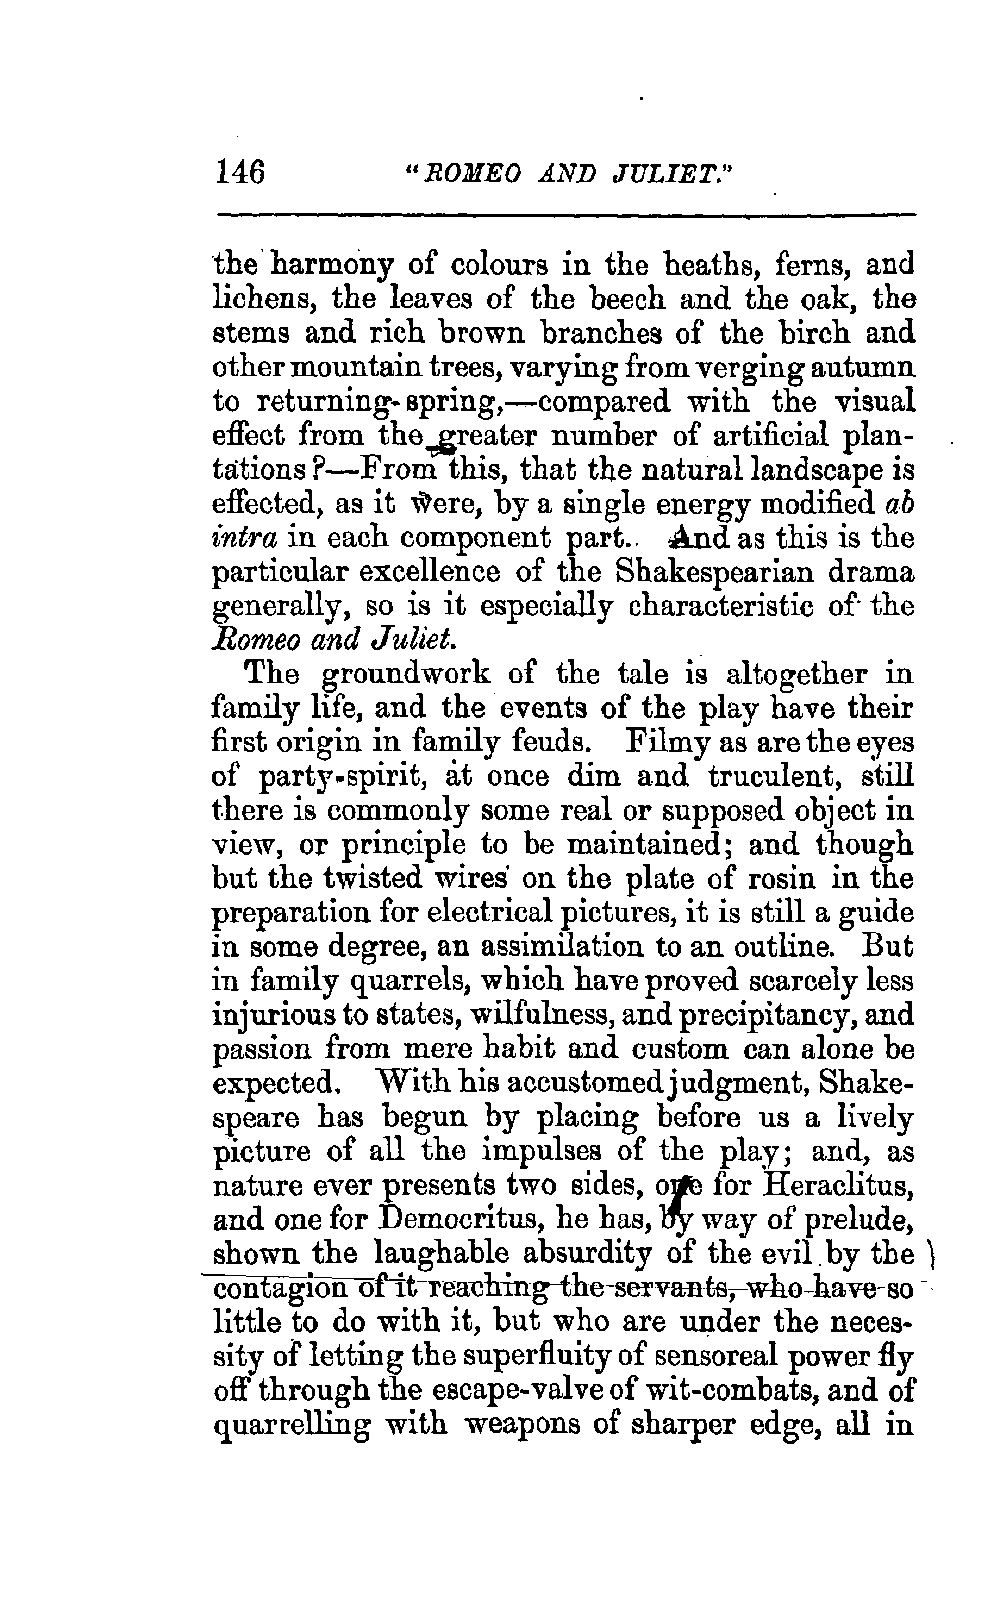 146 "ROMEO AND JULIET."
the harmony of colours in the heaths, ferns, and
lichens, the leaves of the beech and the oak, the
stems and rich brown branches of the birch and
other mountain trees, varying from verging autumn
to returning spring,—compared with the visual
effect from the greater number of artificial plan-
tations?—From this, that the natural landscape is
effected, as it were, by a single energy modified ab
intra in each component part. And as this is the
particular excellence of the Shakespearian drama
generally, so is it especially characteristic of the
Romeo and Juliet.
The groundwork of the tale is altogether in
family life, and the events of the play have their
first origin in family feuds. Filmy as are the eyes
of party-spirit, at once dim and truculent, still
there is commonly some real or supposed object in
view, or principle to be maintained; and though
but the twisted wires on the plate of rosin in the
preparation for electrical pictures, it is still a guide
in some degree, an assimilation to an outline. But
in family quarrels, which have proved scarcely less
injurious to states, wilfulness, and precipitancy, and
passion from mere habit and custom can alone be
expected. With his accustomed judgment, Shake-
speare has begun by placing before us a lively
picture of all the impulses of the play; and, as
nature ever presents two sides, one for Heraclitus,
and one for Democritus, he has, by way of prelude,
shown the laughable absurdity of the evil by the
contagion of it reaching the servants, who have so
little to do with it, but who are under the neces-
sity of letting the superfluity of sensoreal power fly
off through the escape-valve of wit-combats, and of
quarrelling with weapons of sharper edge, all in